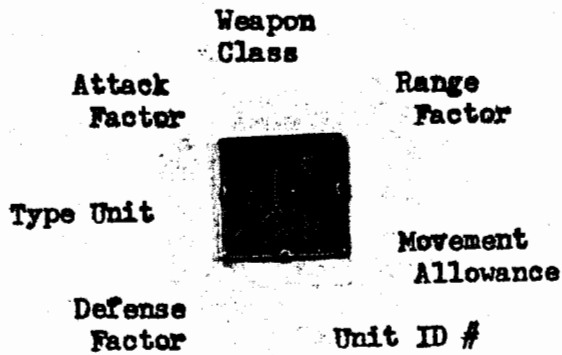 Weapon
Class
Attack
Factor
Range
Factor
Type Unit
Movement
Allowance
Defense
Factor
Unit ID #